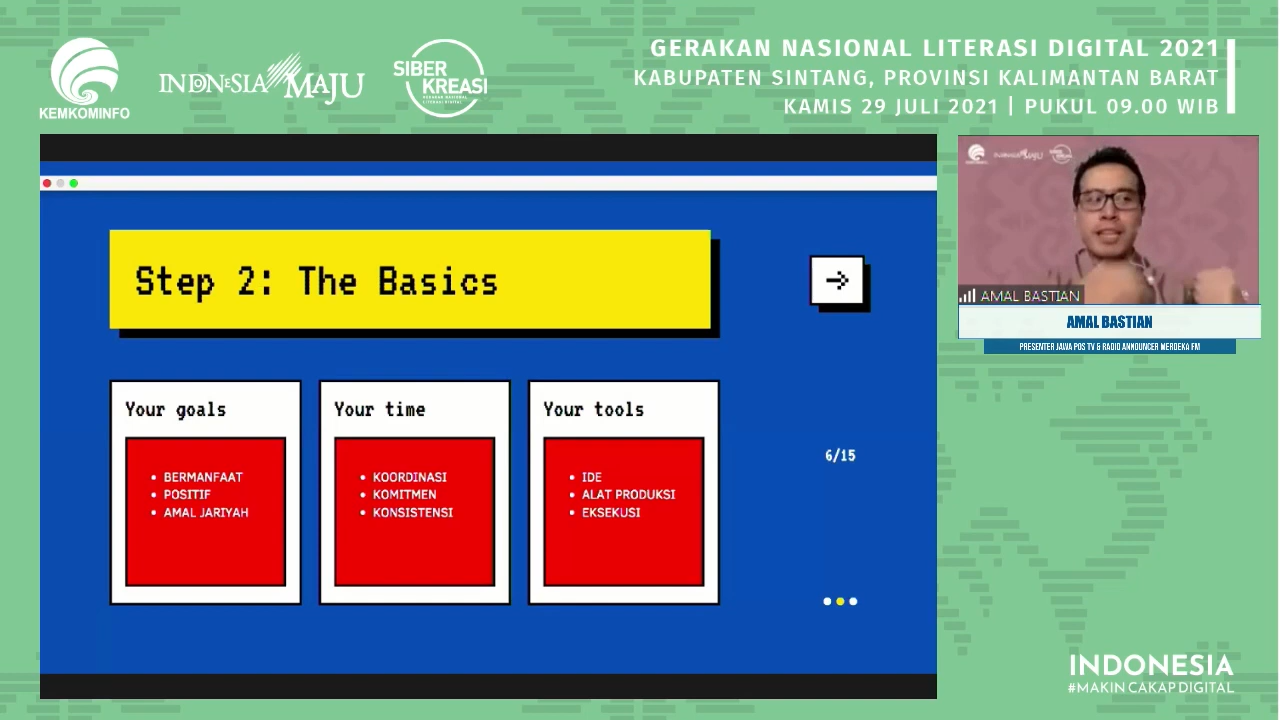 KEMKOMINFO
INDONESIA MAJU
SIBER
KREASI
GERAKAN NASIONAL LITERASI DIGITAL 2021
KABUPATEN SINTANG, PROVINSI KALIMANTAN BARAT
KAMIS 29 JULI 2021 | PUKUL 09.00 WIB
Step 2: The Basics
Your goals
• BERMANFAAT
• POSITIF
• AMAL JARIYAH
Your time
• KOORDINASI
• KOMITMEN
• KONSISTENSI
Your tools
• IDE
• ALAT PRODUKSI
• EKSEKUSI
6/15
AMAL BASTIAN
AMAL BASTIAN
PRESENTER JAWA POS TV & RADIO ANNOUNCER MERDEKA FM
INDONESIA
#MAKIN CAKAP DIGITAL